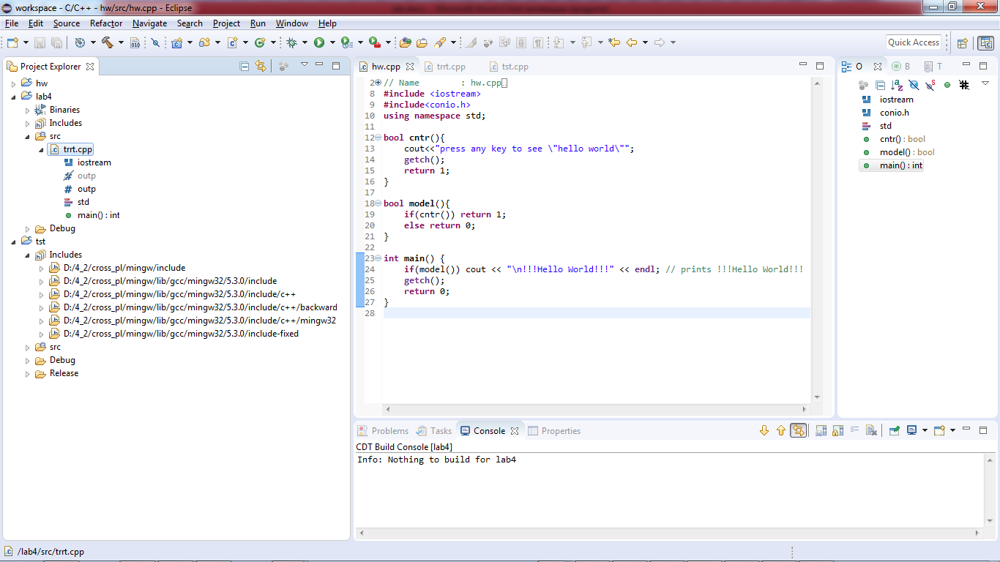 workspace - C/C++ - hw/src/hw.cpp - Eclipse
File Edit Source Refactor Navigate Search Project Run Window Help
Quick Access
Project Explorer
hw
lab4
Binaries
Includes
src
trrt.cpp
iostream
outp
outp
std
main() : int
Debug
tst
Includes
D:/4_2/cross_pl/mingw/include
D:/4_2/cross_pl/mingw/lib/gcc/mingw32/5.3.0/include
D:/4_2/cross_pl/mingw/lib/gcc/mingw32/5.3.0/include/c++
D:/4_2/cross_pl/mingw/lib/gcc/mingw32/5.3.0/include/c++/backward
D:/4_2/cross_pl/mingw/lib/gcc/mingw32/5.3.0/include/c++/mingw32
D:/4_2/cross_pl/mingw/lib/gcc/mingw32/5.3.0/include-fixed
src
Debug
Release
hw.cpp trrt.cpp tst.cpp
2 // Name        : hw.cpp
8 #include <iostream>
9 #include<conio.h>
10 using namespace std;
11
12 bool cntr(){
13     cout<<"press any key to see \"hello world\"";
14     getch();
15     return 1;
16 }
17
18 bool model(){
19     if(cntr()) return 1;
20     else return 0;
21 }
22
23 int main() {
24     if(model()) cout << "\n!!!Hello World!!!" << endl; // prints !!!Hello World!!!
25     getch();
26     return 0;
27 }
28
O B T
iostream
conio.h
std
cntr() : bool
model() : bool
main() : int
Problems Tasks Console Properties
CDT Build Console [lab4]
Info: Nothing to build for lab4
/lab4/src/trrt.cpp